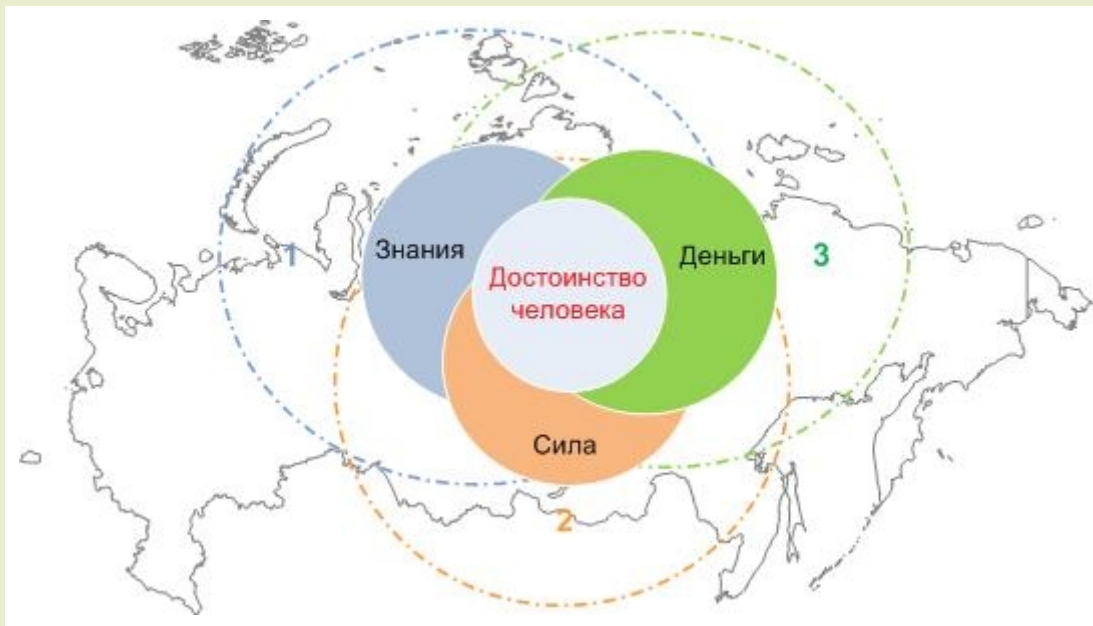 1
Знания
Достоинство
человека
Деньги
3
Сила
2